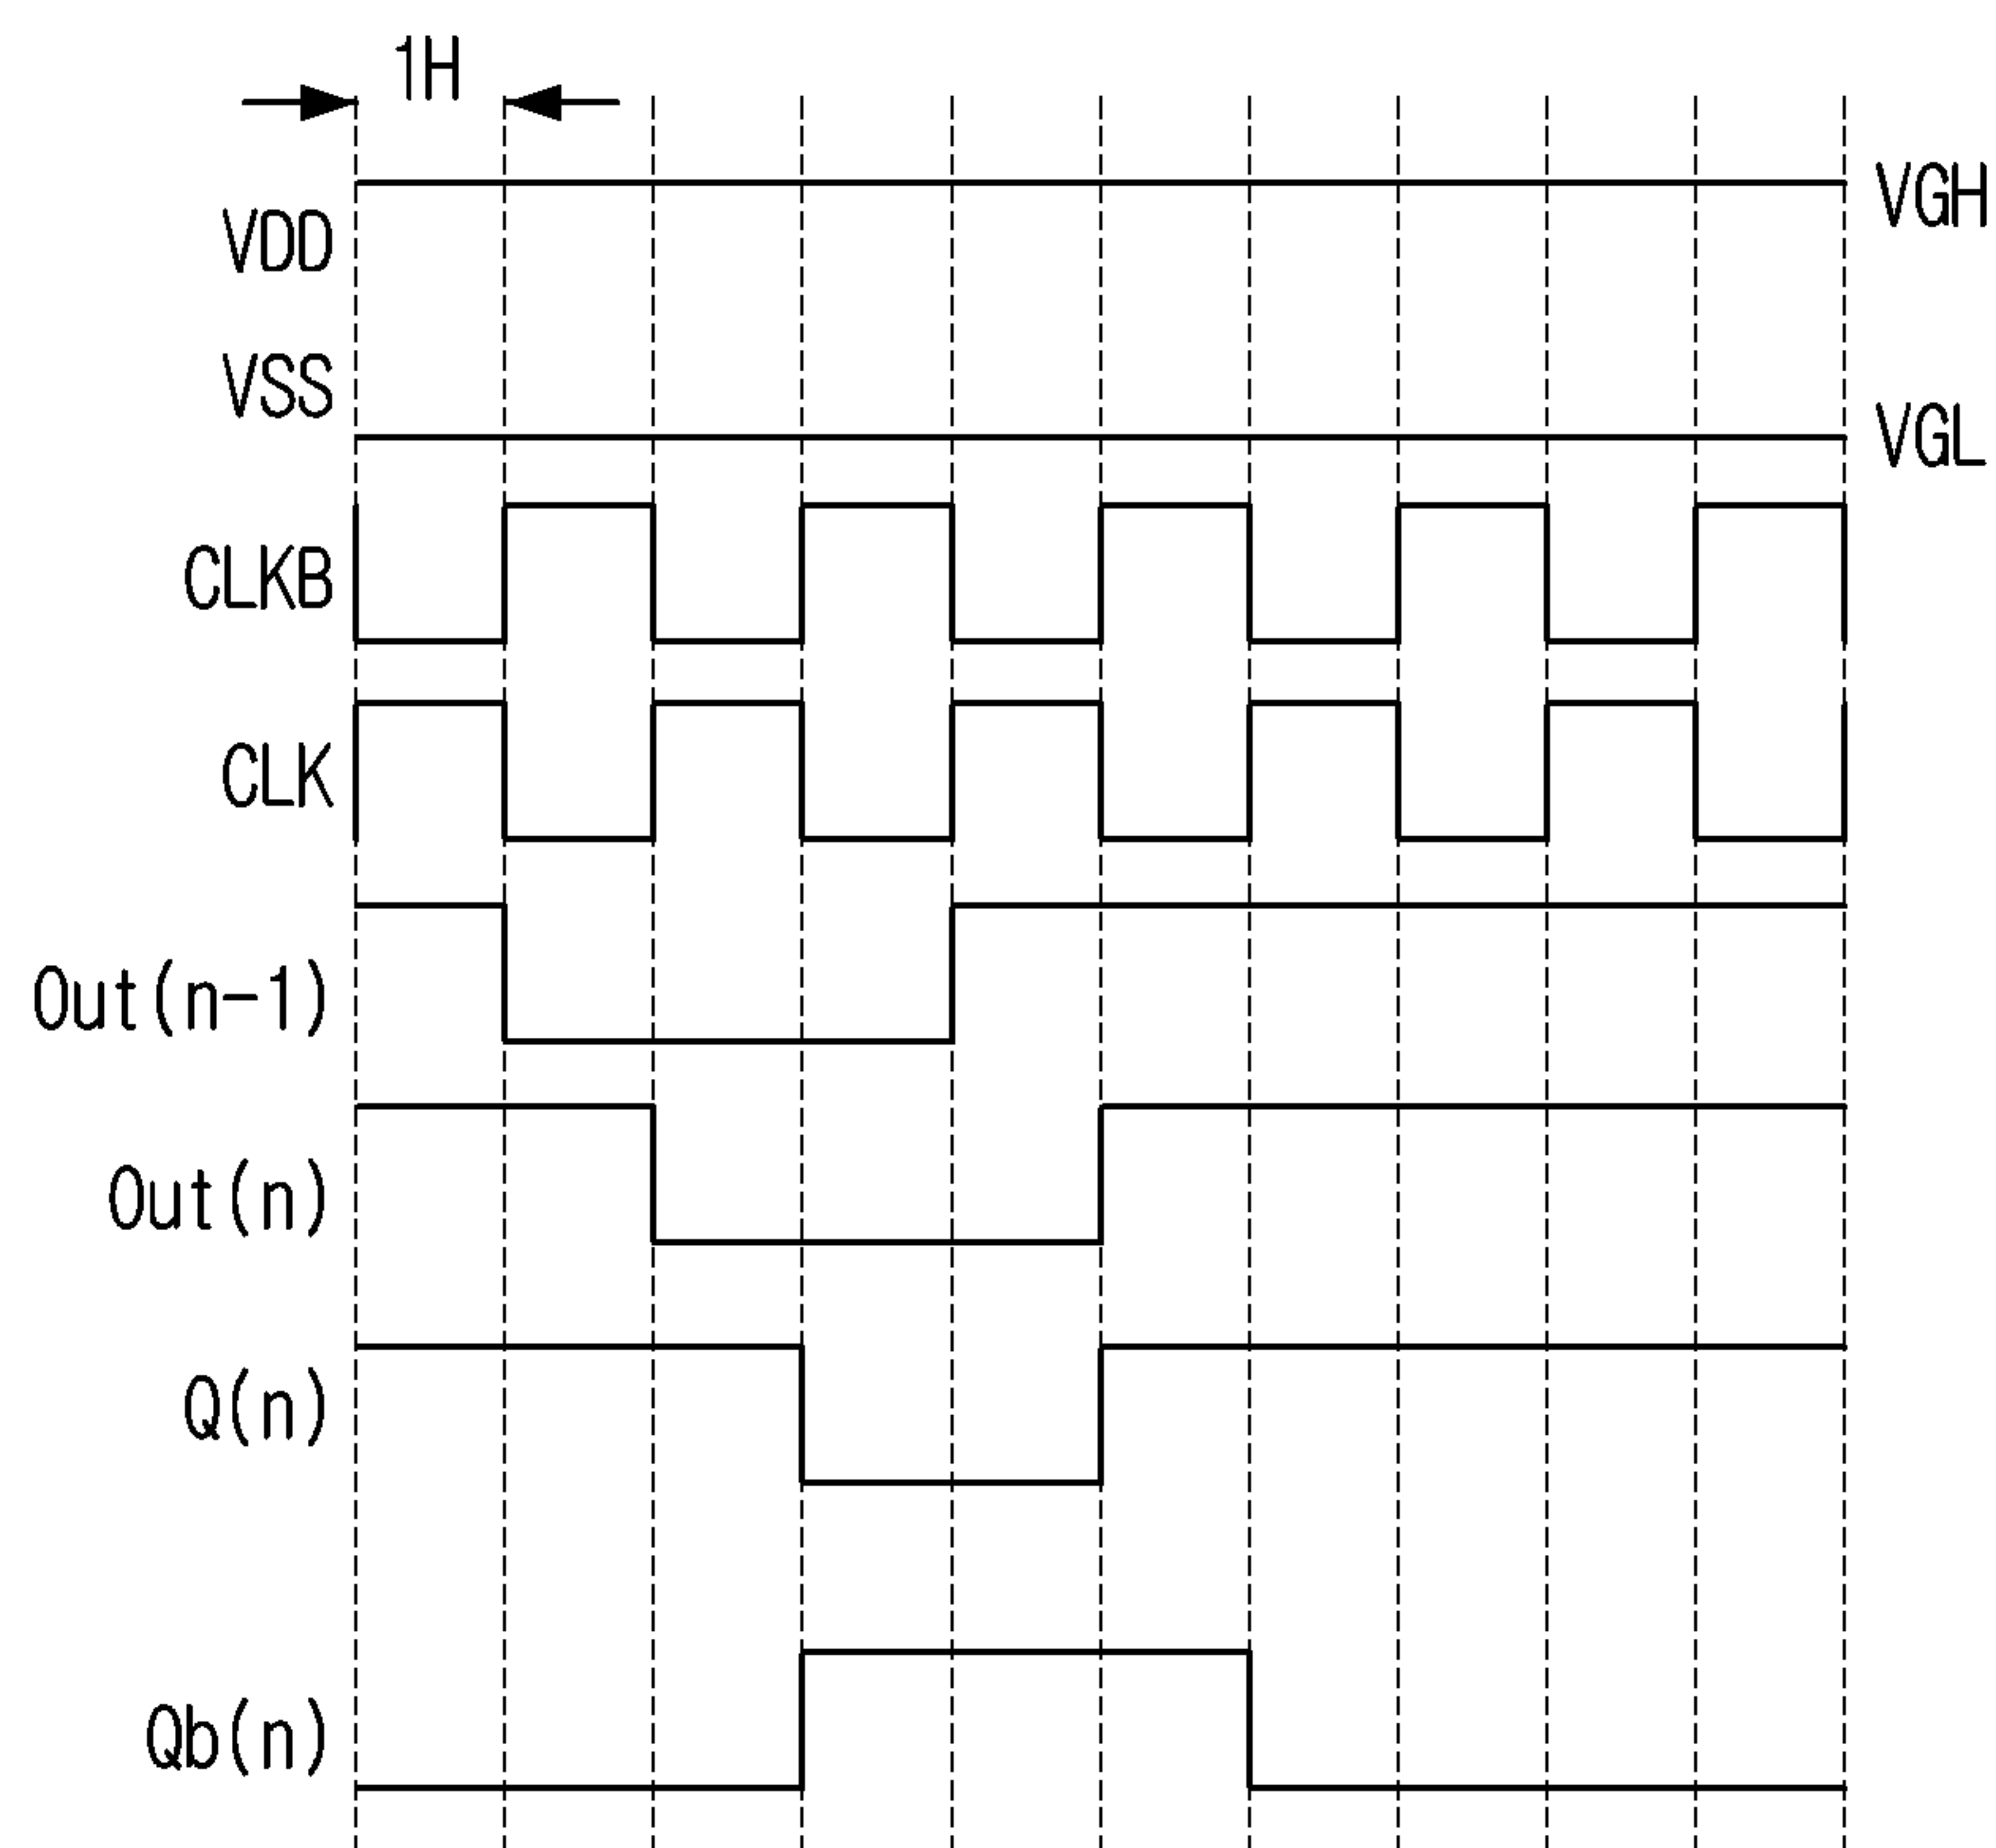 1H
VGH
VDD
VSS
VGL
CLKB
CLK
Out(n-1)
Out(n)
Q(n)
Qb(n)